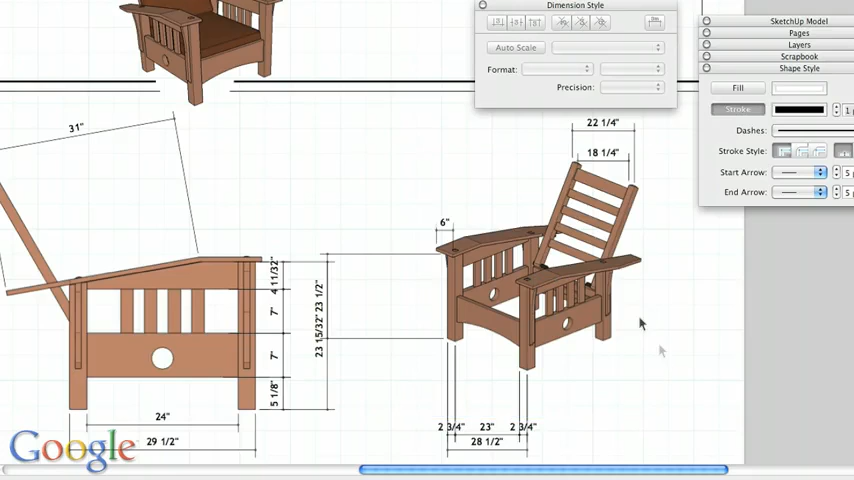 Dimension Style
Auto Scale
Format:
Precision:
SketchUp Model
Pages
Layers
Scrapbook
Shape Style
Fill
Stroke
1 p
Dashes:
Stroke Style:
Start Arrow:
5 p
End Arrow:
5 p
31"
22 1/4"
18 1/4"
6"
4 11/32"
7"
7"
5 1/8"
23 1/2"
23 15/32"
24"
29 1/2"
2 3/4"
23"
2 3/4"
28 1/2"
Google